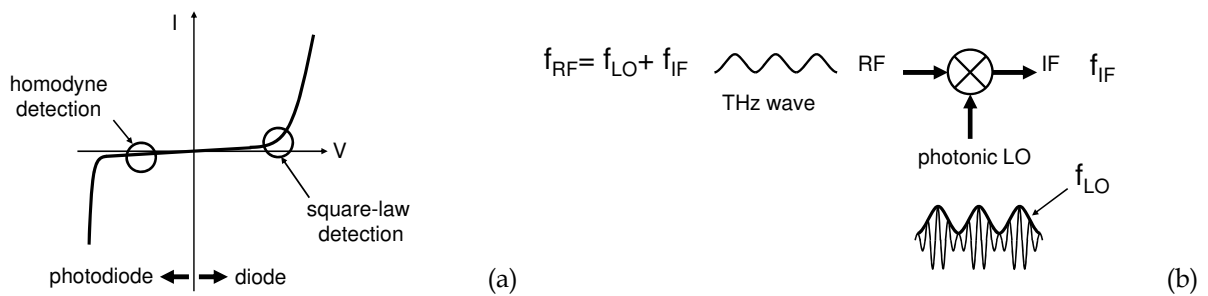 I
homodyne
detection
V
square-law
detection
photodiode
diode
(a)
f_RF= f_LO+ f_IF
THz wave
RF
IF
f_IF
photonic LO
f_LO
(b)